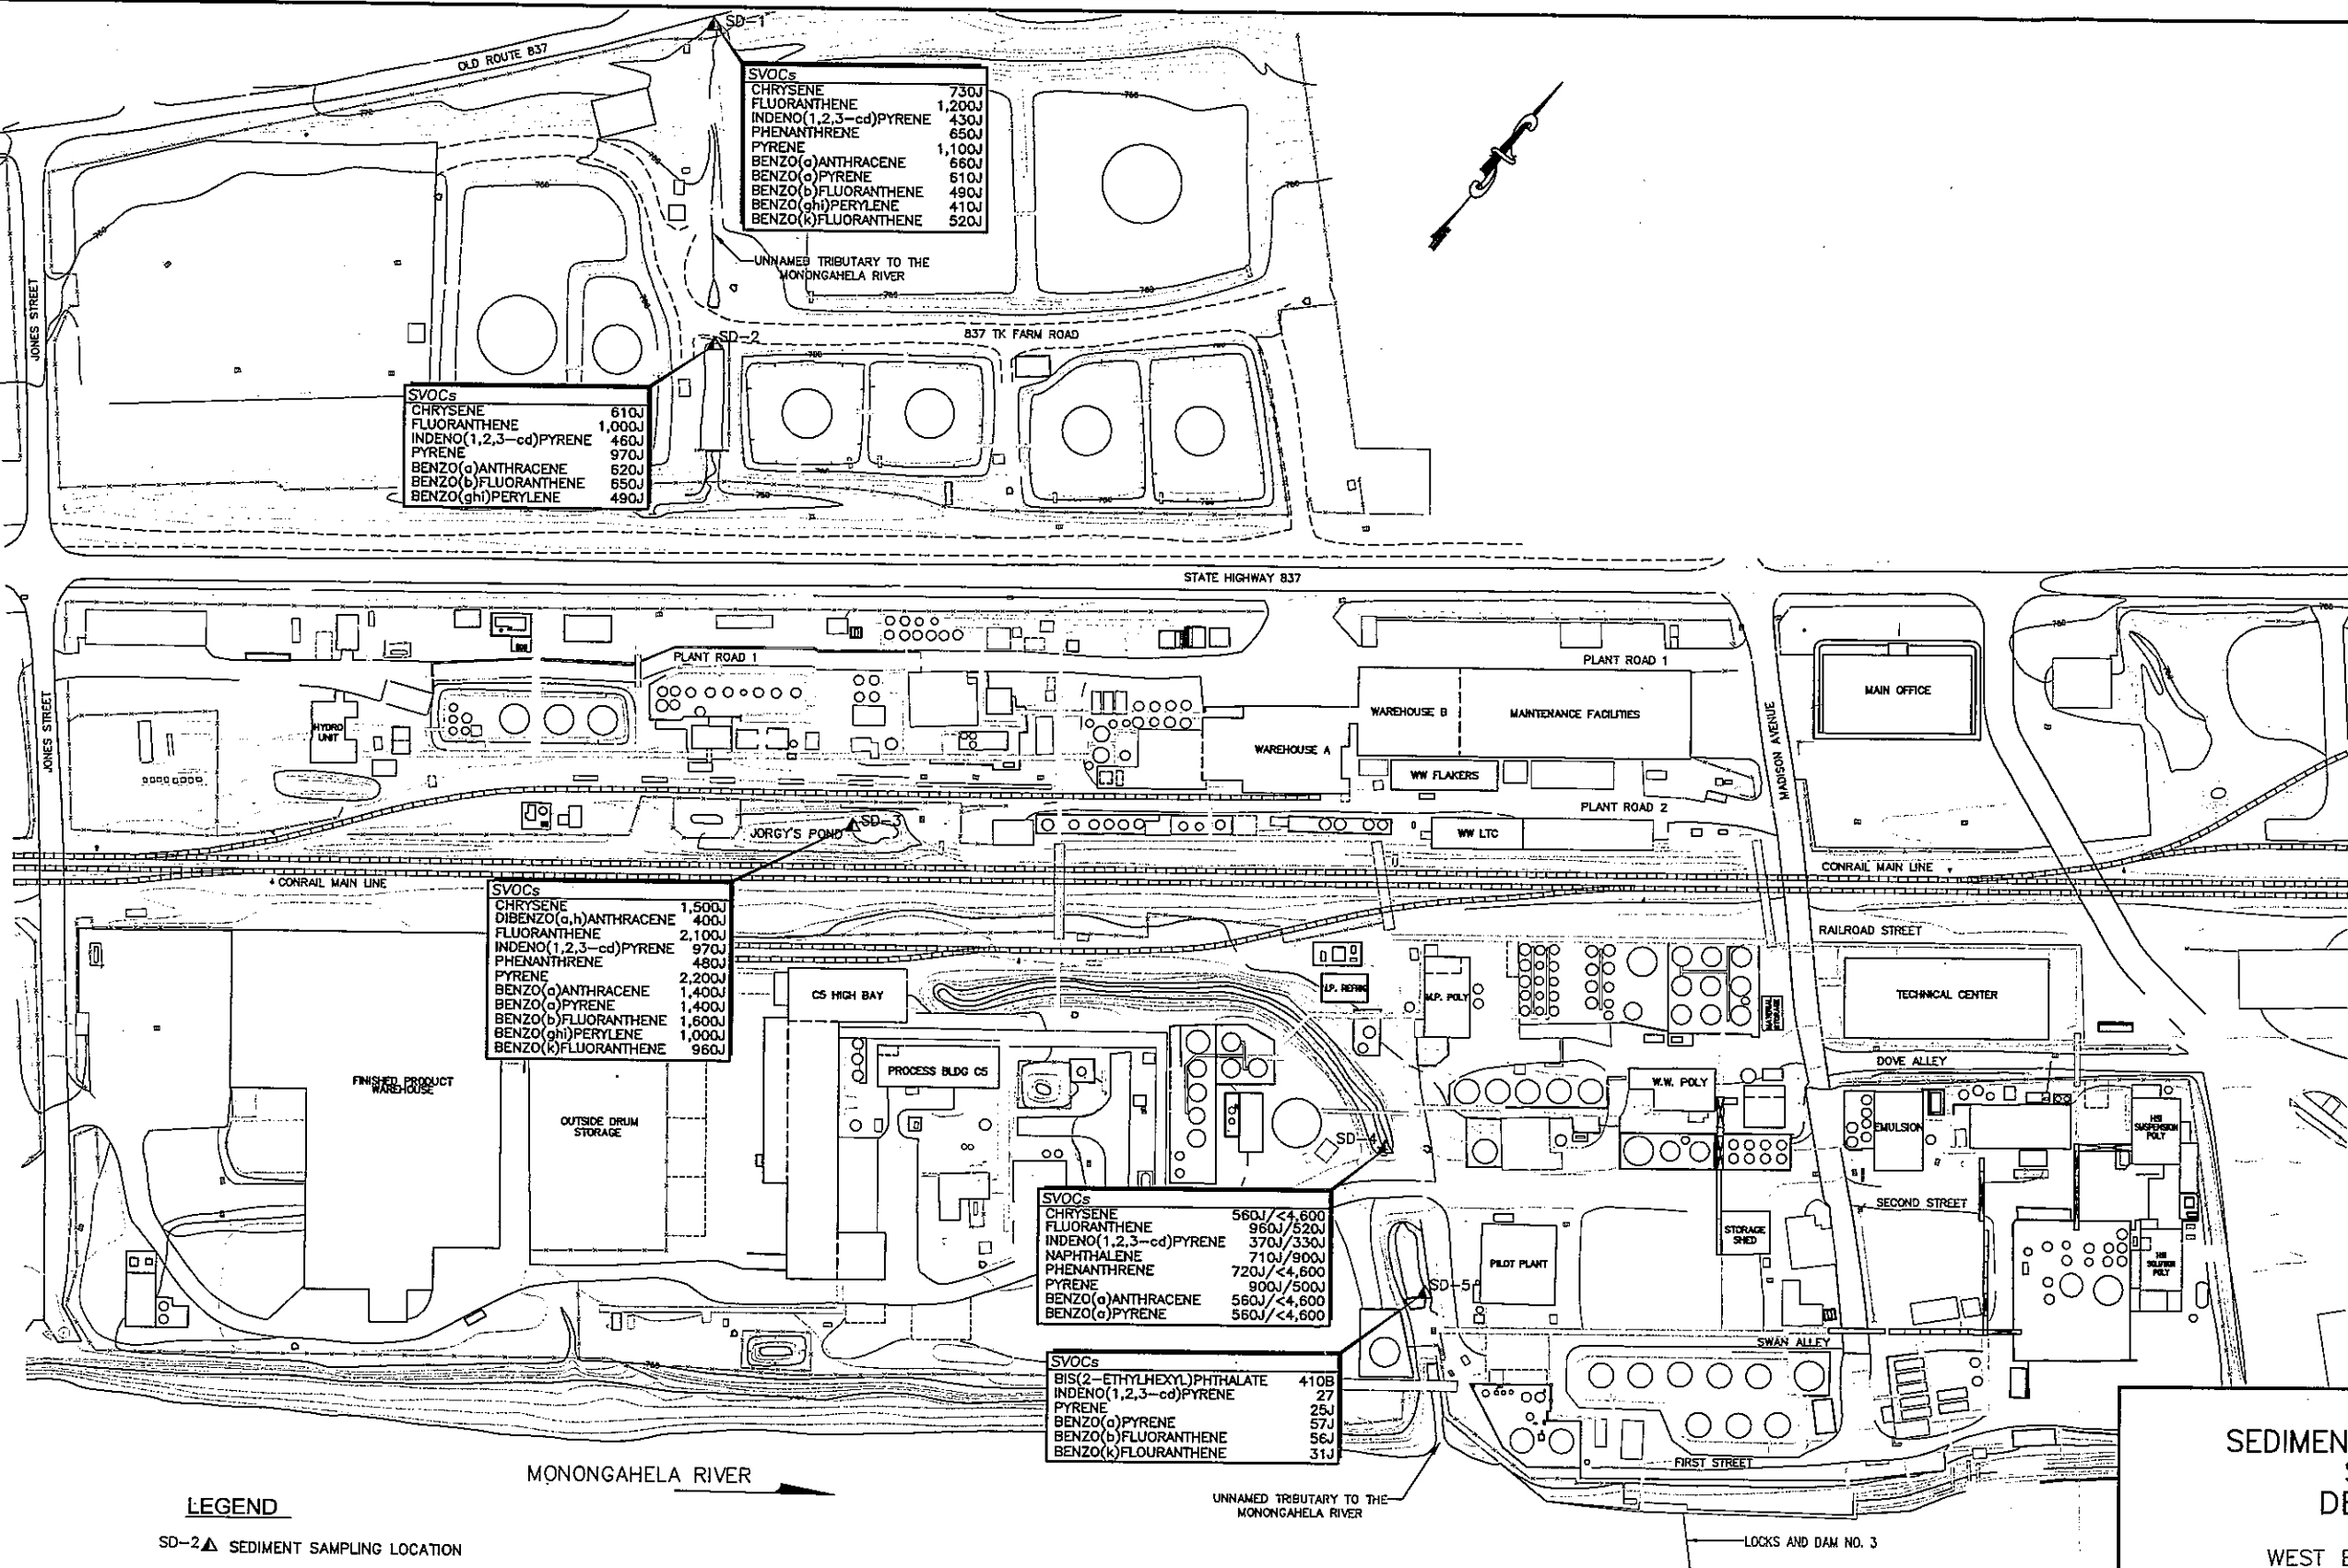 SD-1
OLD ROUTE 837
SVOCs
CHRYSENE 730J
FLUORANTHENE 1,200J
INDENO(1,2,3-cd)PYRENE 430J
PHENANTHRENE 650J
PYRENE 1,100J
BENZO(a)ANTHRACENE 660J
BENZO(a)PYRENE 610J
BENZO(b)FLUORANTHENE 490J
BENZO(ghi)PERYLENE 410J
BENZO(k)FLUORANTHENE 520J
UNNAMED TRIBUTARY TO THE
MONONGAHELA RIVER
JONES STREET
837 TK FARM ROAD
SD-2
SVOCs
CHRYSENE 610J
FLUORANTHENE 1,000J
INDENO(1,2,3-cd)PYRENE 460J
PYRENE 970J
BENZO(a)ANTHRACENE 620J
BENZO(b)FLUORANTHENE 650J
BENZO(ghi)PERYLENE 490J
760
760
760
760
760
760
STATE HIGHWAY 837
PLANT ROAD 1
PLANT ROAD 1
MAIN OFFICE
JONES STREET
HYDRO
UNIT
WAREHOUSE B
MAINTENANCE FACILITIES
MADISON AVENUE
WAREHOUSE A
WW FLAKERS
PLANT ROAD 2
JORGY'S POND
SD-3
WW LTC
CONRAIL MAIN LINE
CONRAIL MAIN LINE
SVOCs
CHRYSENE 1,500J
DIBENZO(a,h)ANTHRACENE 400J
FLUORANTHENE 2,100J
INDENO(1,2,3-cd)PYRENE 970J
PHENANTHRENE 480J
PYRENE 2,200J
BENZO(a)ANTHRACENE 1,400J
BENZO(a)PYRENE 1,400J
BENZO(b)FLUORANTHENE 1,600J
BENZO(ghi)PERYLENE 1,000J
BENZO(k)FLUORANTHENE 960J
RAILROAD STREET
C5 HIGH BAY
M.P. POLY
TECHNICAL CENTER
PROCESS BLDG C5
DOVE ALLEY
W.W. POLY
FINISHED PRODUCT
WAREHOUSE
OUTSIDE DRUM
STORAGE
EMULSION
HSI
SUSPENSION
POLY
SD-4
SVOCs
CHRYSENE 560J/<4,600
FLUORANTHENE 960J/520J
INDENO(1,2,3-cd)PYRENE 370J/330J
NAPHTHALENE 710J/900J
PHENANTHRENE 720J/<4,600
PYRENE 900J/500J
BENZO(a)ANTHRACENE 560J/<4,600
BENZO(a)PYRENE 560J/<4,600
SECOND STREET
STORAGE
SHED
PILOT PLANT
HSI
SOLUTION
POLY
SD-5
SWAN ALLEY
SVOCs
BIS(2-ETHYLHEXYL)PHTHALATE 410B
INDENO(1,2,3-cd)PYRENE 27
PYRENE 25J
BENZO(a)PYRENE 57J
BENZO(b)FLUORANTHENE 56J
BENZO(k)FLOURANTHENE 31J
FIRST STREET
MONONGAHELA RIVER
UNNAMED TRIBUTARY TO THE
MONONGAHELA RIVER
LOCKS AND DAM NO. 3
LEGEND
SD-2 SEDIMENT SAMPLING LOCATION
SEDIMEN
DE
WEST E